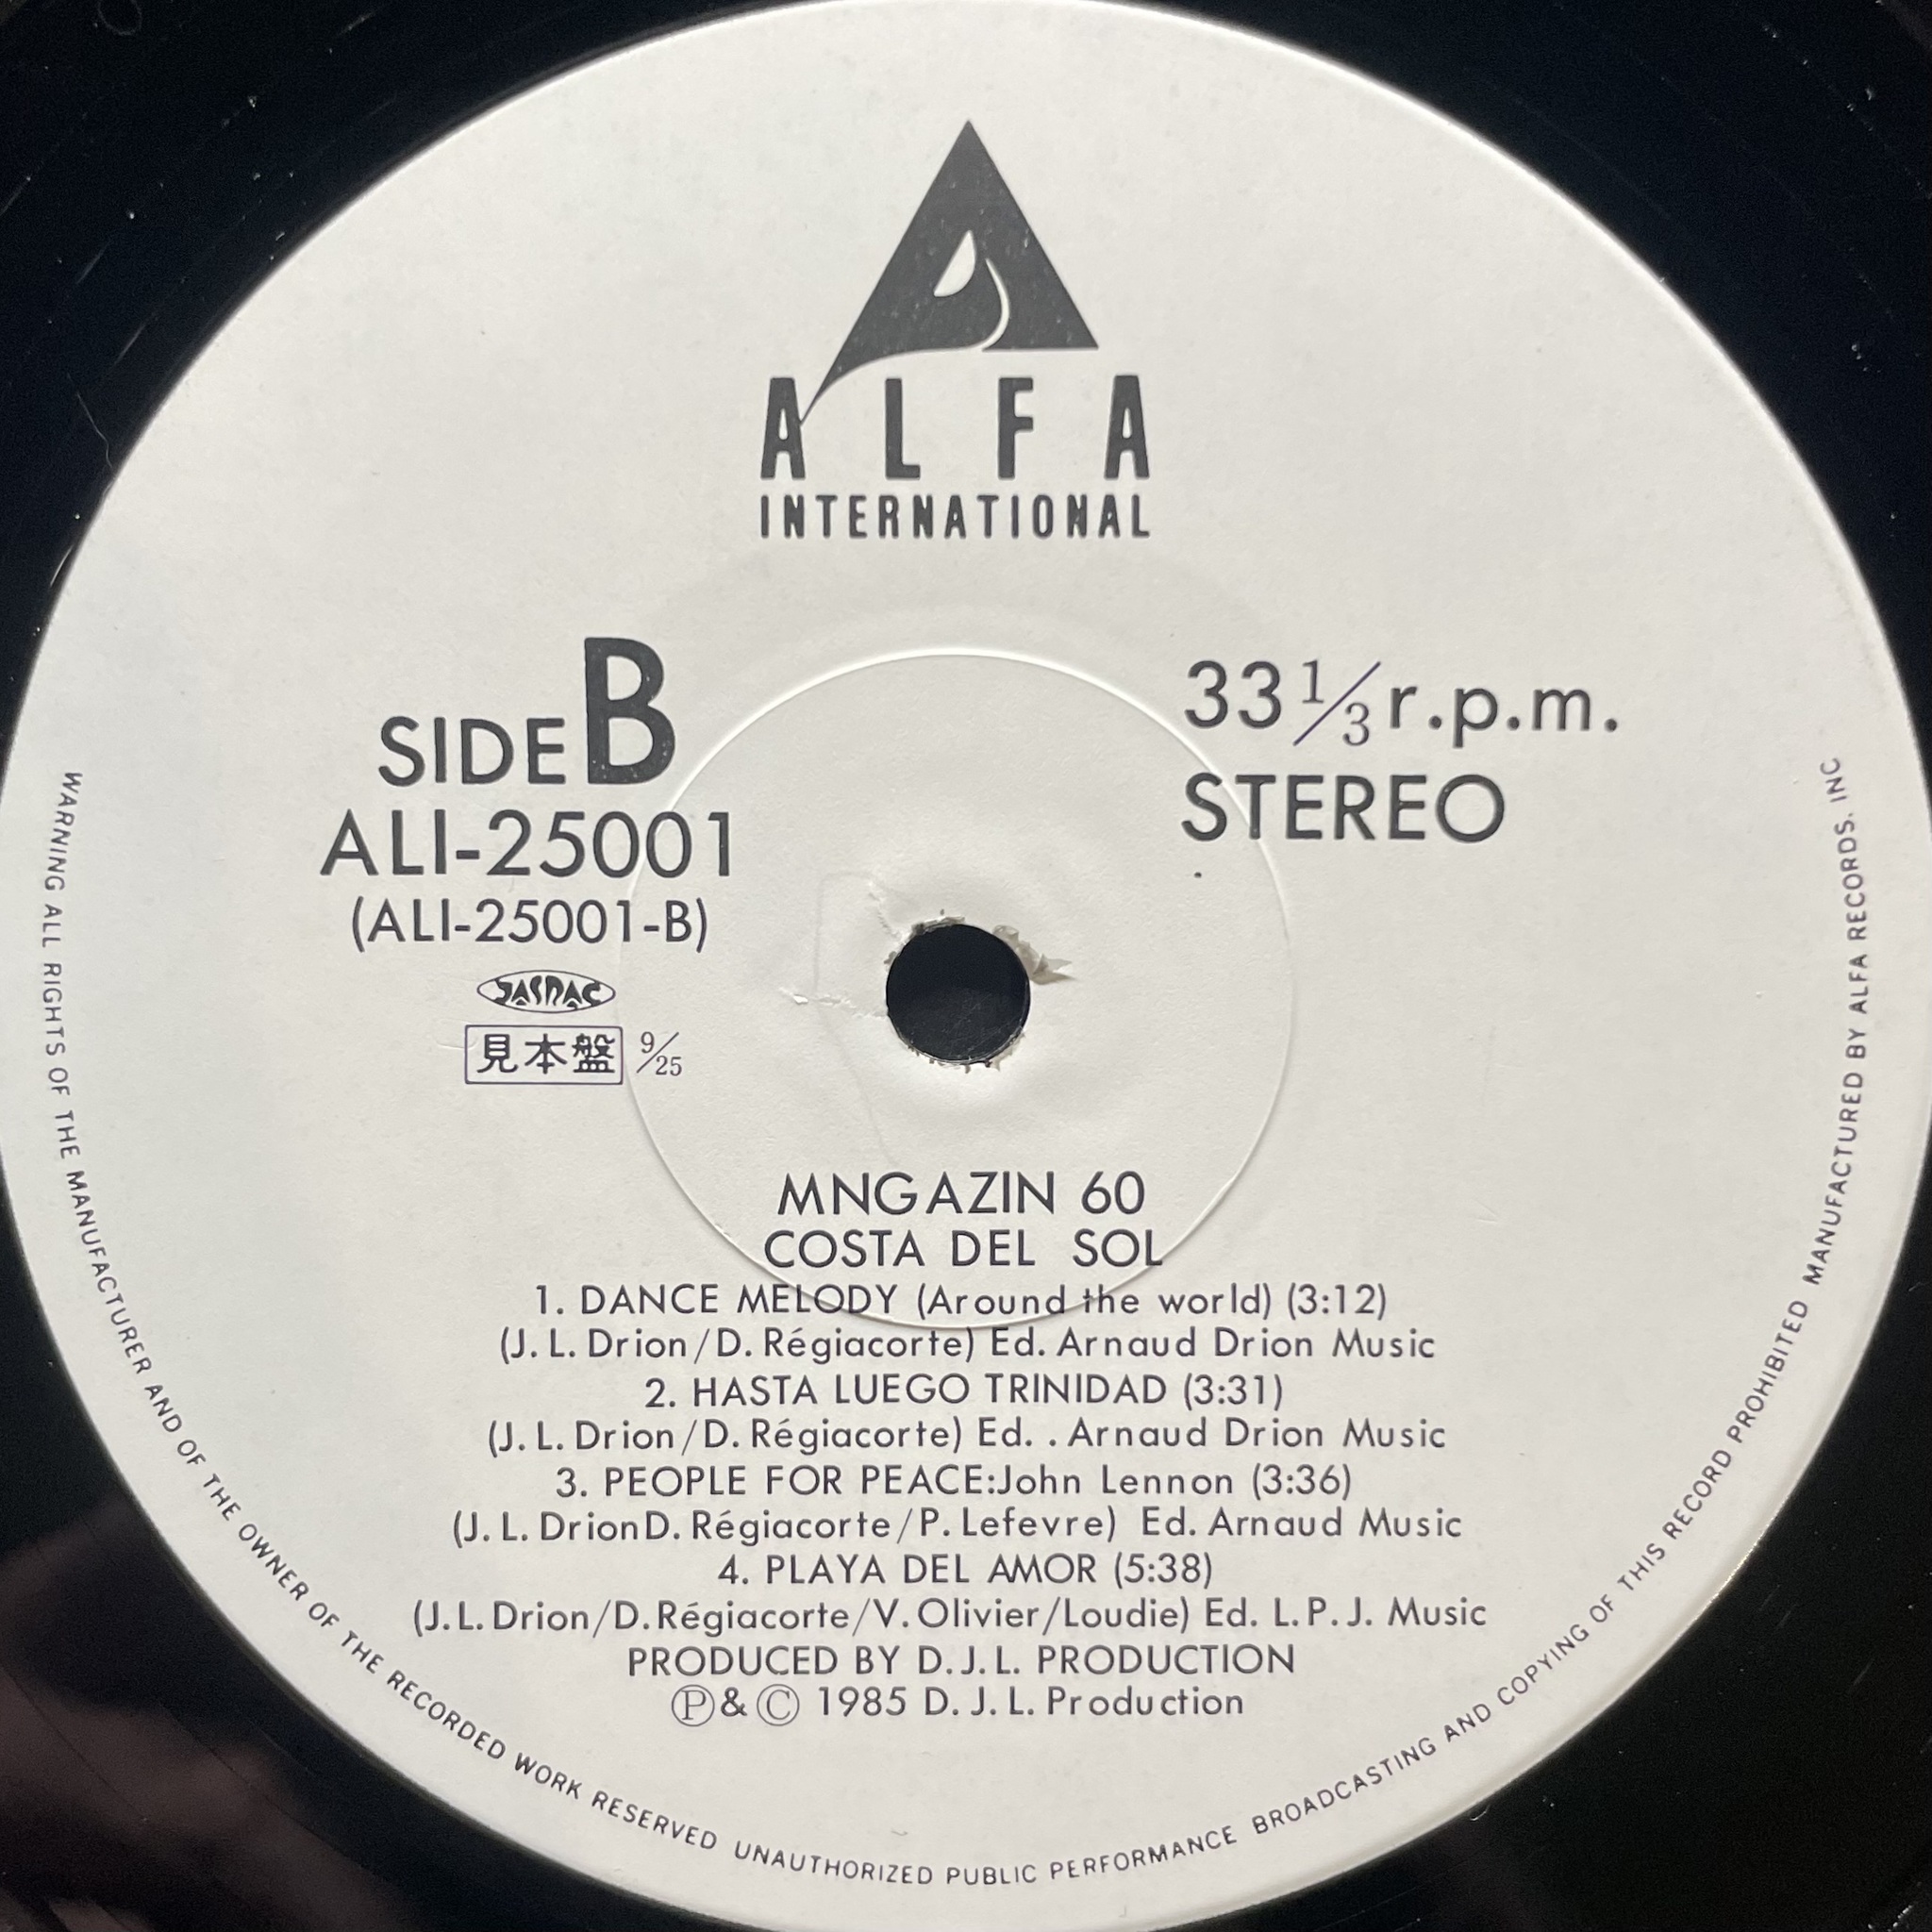 ALFA
INTERNATIONAL
SIDE B
ALI-25001
(ALI-25001-B)
JASRAC
見本盤 9/25
33 1/3 r.p.m.
STEREO
MNGAZIN 60
COSTA DEL SOL
1. DANCE MELODY (Around the world) (3:12)
(J. L. Drion/D. Régiacorte) Ed. Arnaud Drion Music
2. HASTA LUEGO TRINIDAD (3:31)
(J. L. Drion/D. Régiacorte) Ed. . Arnaud Drion Music
3. PEOPLE FOR PEACE:John Lennon (3:36)
(J. L. DrionD. Régiacorte/P. Lefevre) Ed. Arnaud Music
4. PLAYA DEL AMOR (5:38)
(J. L. Drion/D. Régiacorte/V. Olivier/Loudie) Ed. L. P. J. Music
PRODUCED BY D. J. L. PRODUCTION
Ⓟ & Ⓒ 1985 D. J. L. Production
WARNING ALL RIGHTS OF THE MANUFACTURER AND OF THE OWNER OF THE RECORDED WORK RESERVED UNAUTHORIZED PUBLIC PERFORMANCE BROADCASTING AND COPYING OF THIS RECORD PROHIBITED MANUFACTURED BY ALFA RECORDS. INC